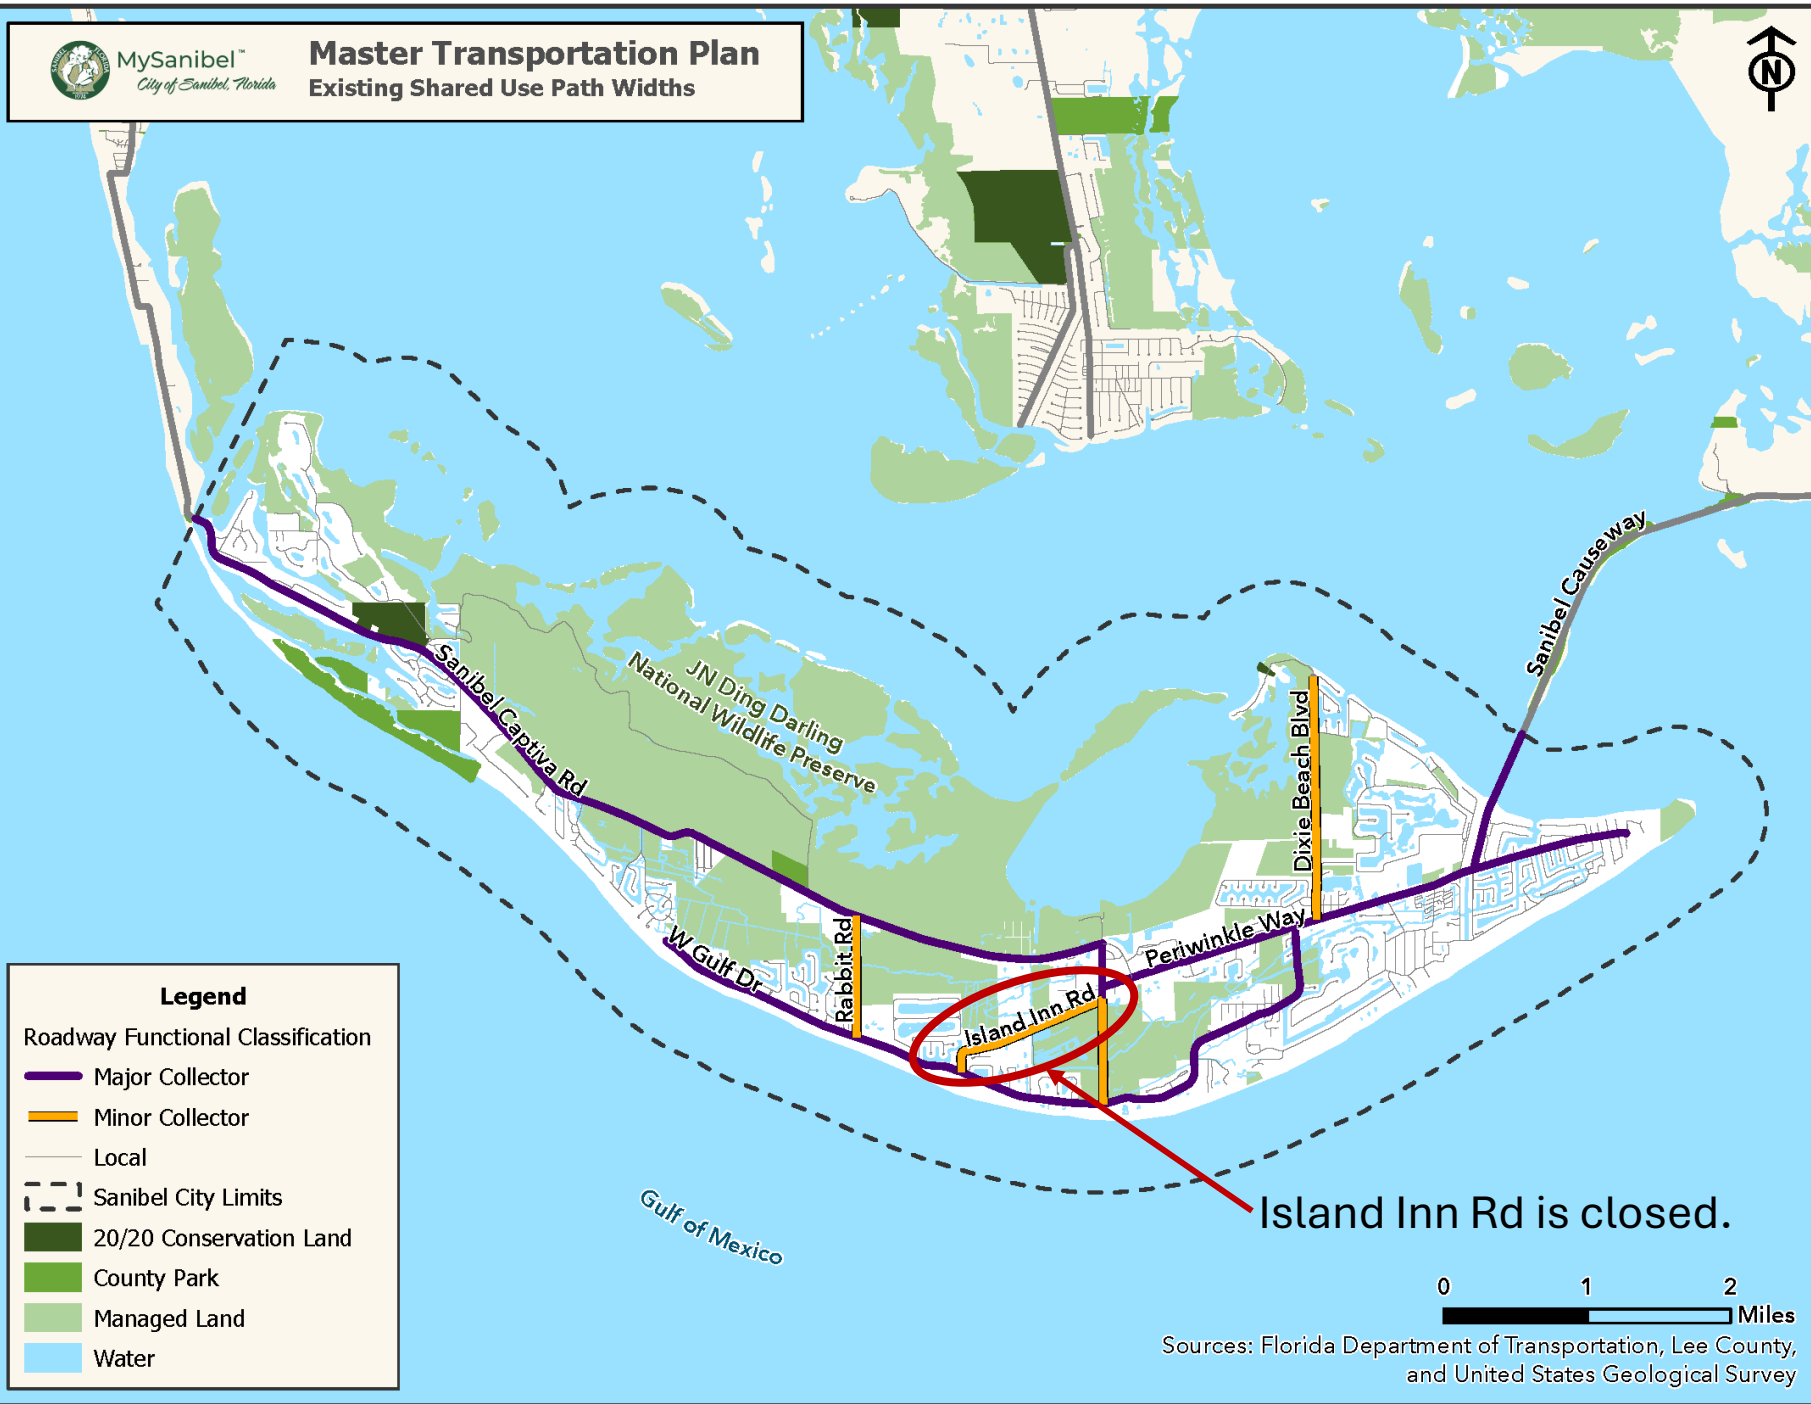 MySanibel™
City of Sanibel, Florida
Master Transportation Plan
Existing Shared Use Path Widths
N
Sanibel Causeway
Sanibel Captiva Rd
JN Ding Darling
National Wildlife Preserve
Dixie Beach Blvd
Periwinkle Way
W Gulf Dr
Rabbit Rd
Island Inn Rd
Gulf of Mexico
Island Inn Rd is closed.
Legend
Roadway Functional Classification
Major Collector
Minor Collector
Local
Sanibel City Limits
20/20 Conservation Land
County Park
Managed Land
Water
0 1 2
Miles
Sources: Florida Department of Transportation, Lee County,
and United States Geological Survey